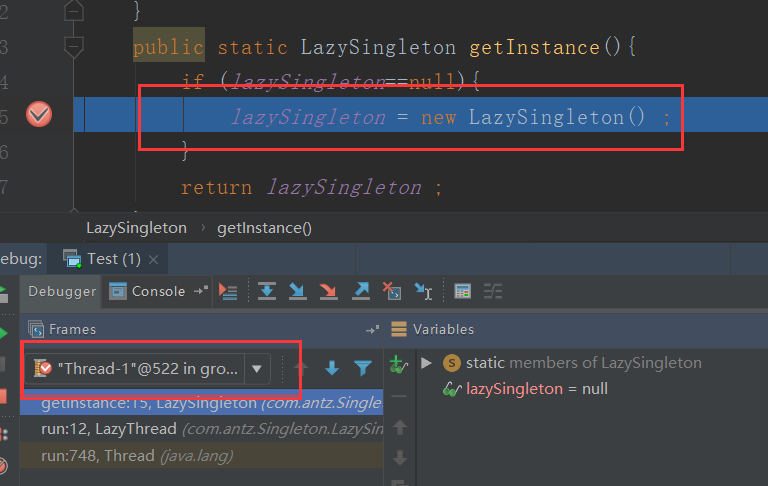 2 }
3 public static LazySingleton getInstance(){
4 if (lazySingleton==null){
5 lazySingleton = new LazySingleton() ;
6 }
7 return lazySingleton ;
LazySingleton › getInstance()
ebug: Test (1) ×
Debugger Console
Frames Variables
"Thread-1"@522 in gro...
static members of LazySingleton
lazySingleton = null
getInstance:15, LazySingleton (com.antz.Single
run:12, LazyThread (com.antz.Singleton.LazySin
run:748, Thread (java.lang)